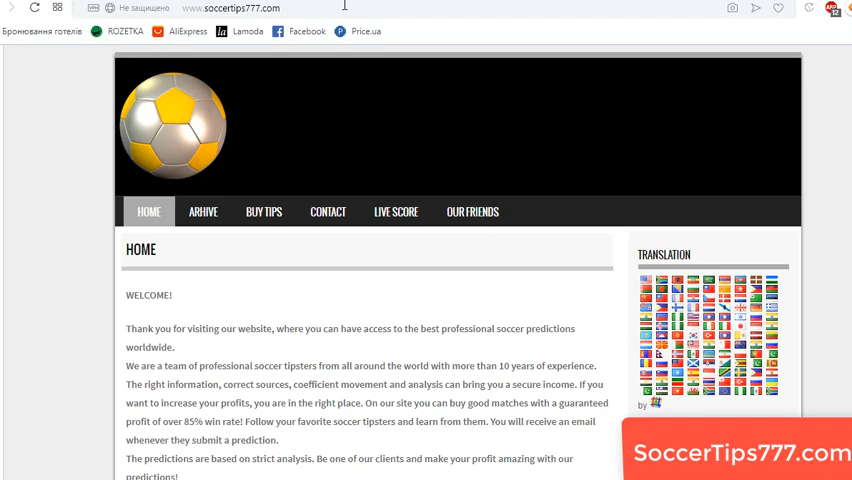 VPN
Не защищено
www.soccertips777.com
12
Бронювання готелів
ROZETKA
AliExpress
la Lamoda
Facebook
P Price.ua
HOME
ARHIVE
BUY TIPS
CONTACT
LIVE SCORE
OUR FRIENDS
HOME
WELCOME!
Thank you for visiting our website, where you can have access to the best professional soccer predictions
worldwide.
We are a team of professional soccer tipsters from all around the world with more than 10 years of experience.
The right information, correct sources, coefficient movement and analysis can bring you a secure income. If you
want to increase your profits, you are in the right place. On our site you can buy good matches with a guaranteed
profit of over 85% win rate! Follow your favorite soccer tipsters and learn from them. You will receive an email
whenever they submit a prediction.
The predictions are based on strict analysis. Be one of our clients and make your profit amazing with our
predictions!
TRANSLATION
by
SoccerTips777.com